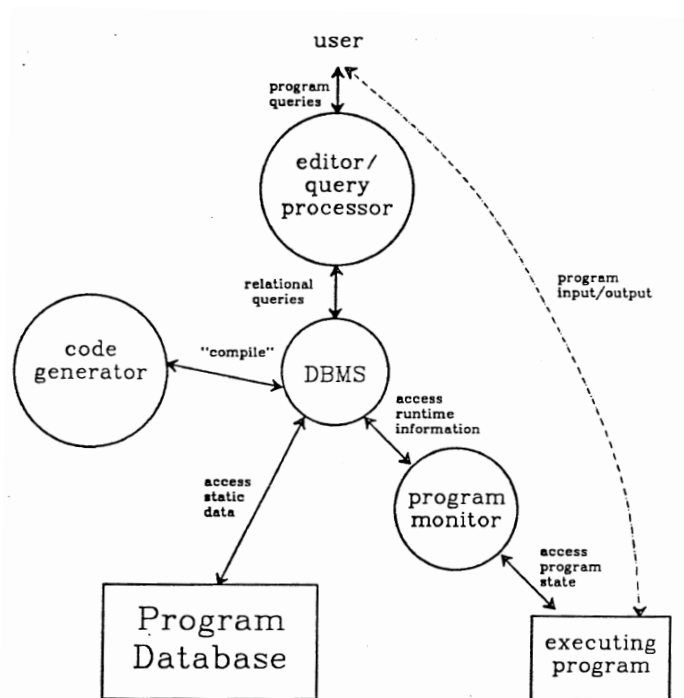 user
program
queries
editor/
query
processor
relational
queries
program
input/output
code
generator
"compile"
DBMS
access
runtime
information
access
static
data
program
monitor
access
program
state
Program
Database
executing
program